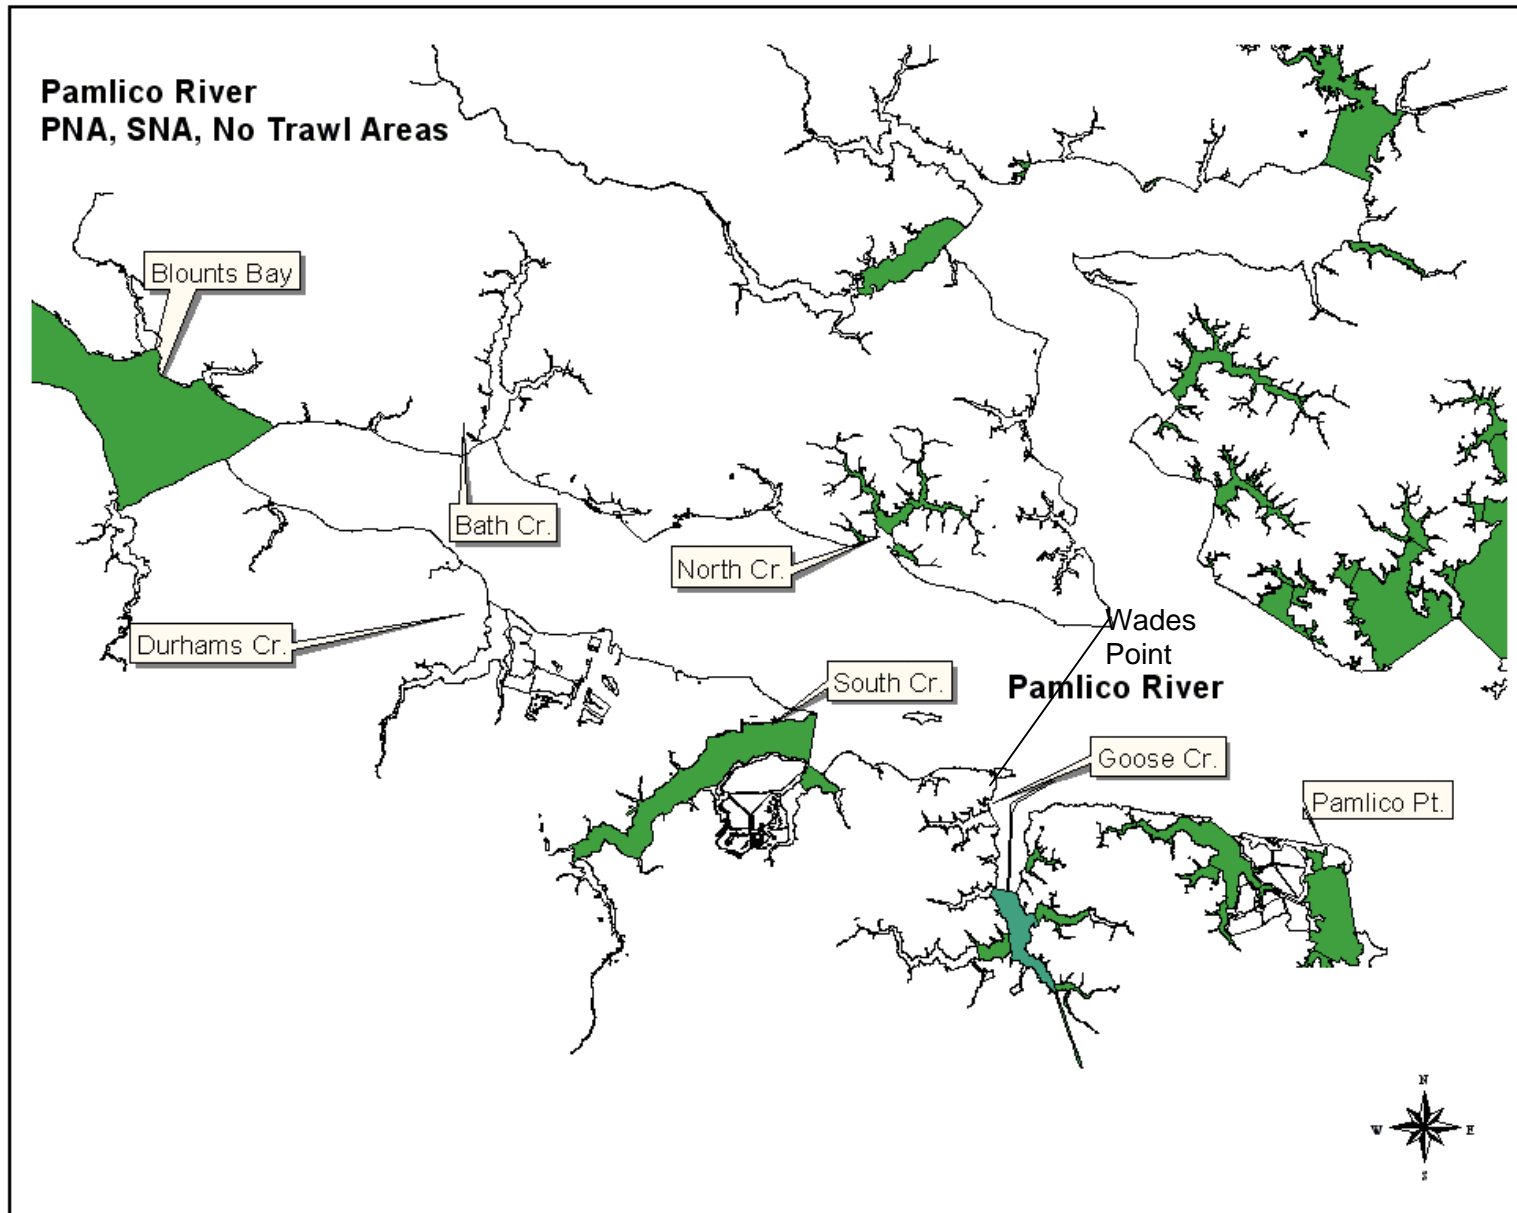 Pamlico River
PNA, SNA, No Trawl Areas
Blounts Bay
Bath Cr.
North Cr.
Wades
Point
Durhams Cr.
South Cr.
Pamlico River
Goose Cr.
Pamlico Pt.
N
W E
S